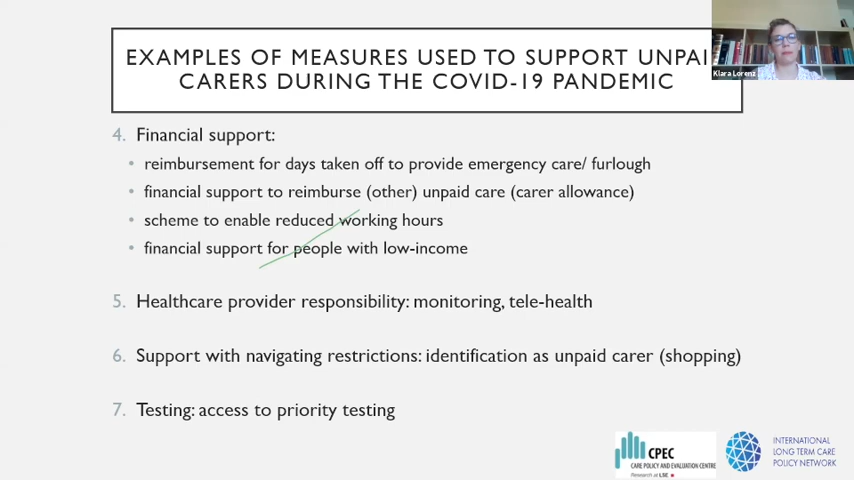 EXAMPLES OF MEASURES USED TO SUPPORT UNPAI
CARERS DURING THE COVID-19 PANDEMIC
Klara Lorenz
4. Financial support:
• reimbursement for days taken off to provide emergency care/ furlough
• financial support to reimburse (other) unpaid care (carer allowance)
• scheme to enable reduced working hours
• financial support for people with low-income
5. Healthcare provider responsibility: monitoring, tele-health
6. Support with navigating restrictions: identification as unpaid carer (shopping)
7. Testing: access to priority testing
CPEC
CARE POLICY AND EVALUATION CENTRE
Research at LSE
INTERNATIONAL
LONG TERM CARE
POLICY NETWORK